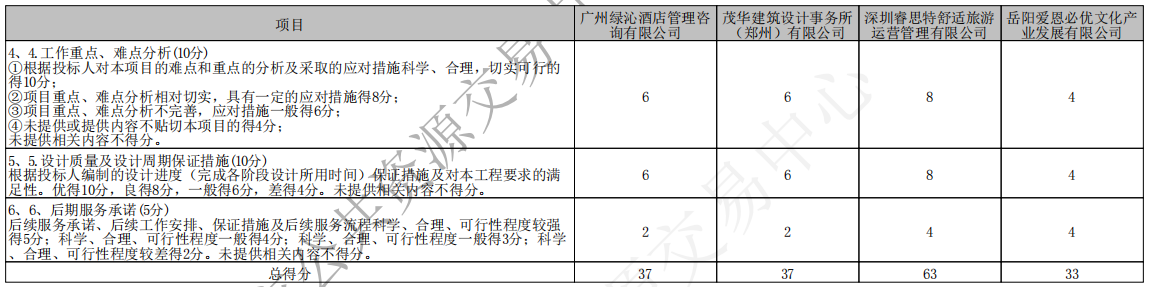 项目
广州绿沁酒店管理咨
询有限公司
茂华建筑设计事务所
（郑州）有限公司
深圳睿思特舒适旅游
运营管理有限公司
岳阳爱恩必优文化产
业发展有限公司
4、4.工作重点、难点分析(10分)
①根据投标人对本项目的难点和重点的分析及采取的应对措施科学、合理，切实可行的
得10分；
②项目重点、难点分析相对切实，具有一定的应对措施得8分；
③项目重点、难点分析不完善，应对措施一般得6分；
④未提供或提供内容不贴切本项目的得4分；
未提供相关内容不得分。
6
6
8
4
5、5.设计质量及设计周期保证措施(10分)
根据投标人编制的设计进度（完成各阶段设计所用时间）保证措施及对本工程要求的满
足性。优得10分，良得8分，一般得6分，差得4分。未提供相关内容不得分。
6
6
8
4
6、6、后期服务承诺(5分)
后续服务承诺、后续工作安排、保证措施及后续服务流程科学、合理、可行性程度较强
得5分；科学、合理、可行性程度一般得4分；科学、合理、可行性程度一般得3分；科学
、合理、可行性程度较差得2分。未提供相关内容不得分。
2
2
4
4
总得分
37
37
63
33
公共资源交易中心
源交易中心